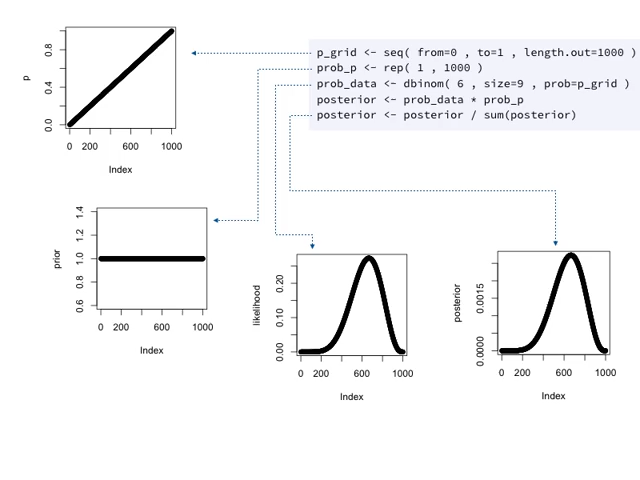 p_grid <- seq( from=0 , to=1 , length.out=1000 )
prob_p <- rep( 1 , 1000 )
prob_data <- dbinom( 6 , size=9 , prob=p_grid )
posterior <- prob_data * prob_p
posterior <- posterior / sum(posterior)
p
0.8
0.4
0.0
0 200 600 1000
Index
prior
1.4
1.2
1.0
0.8
0.6
0 200 600 1000
Index
likelihood
0.20
0.10
0.00
0 200 600 1000
Index
posterior
0.0015
0.0000
0 200 600 1000
Index